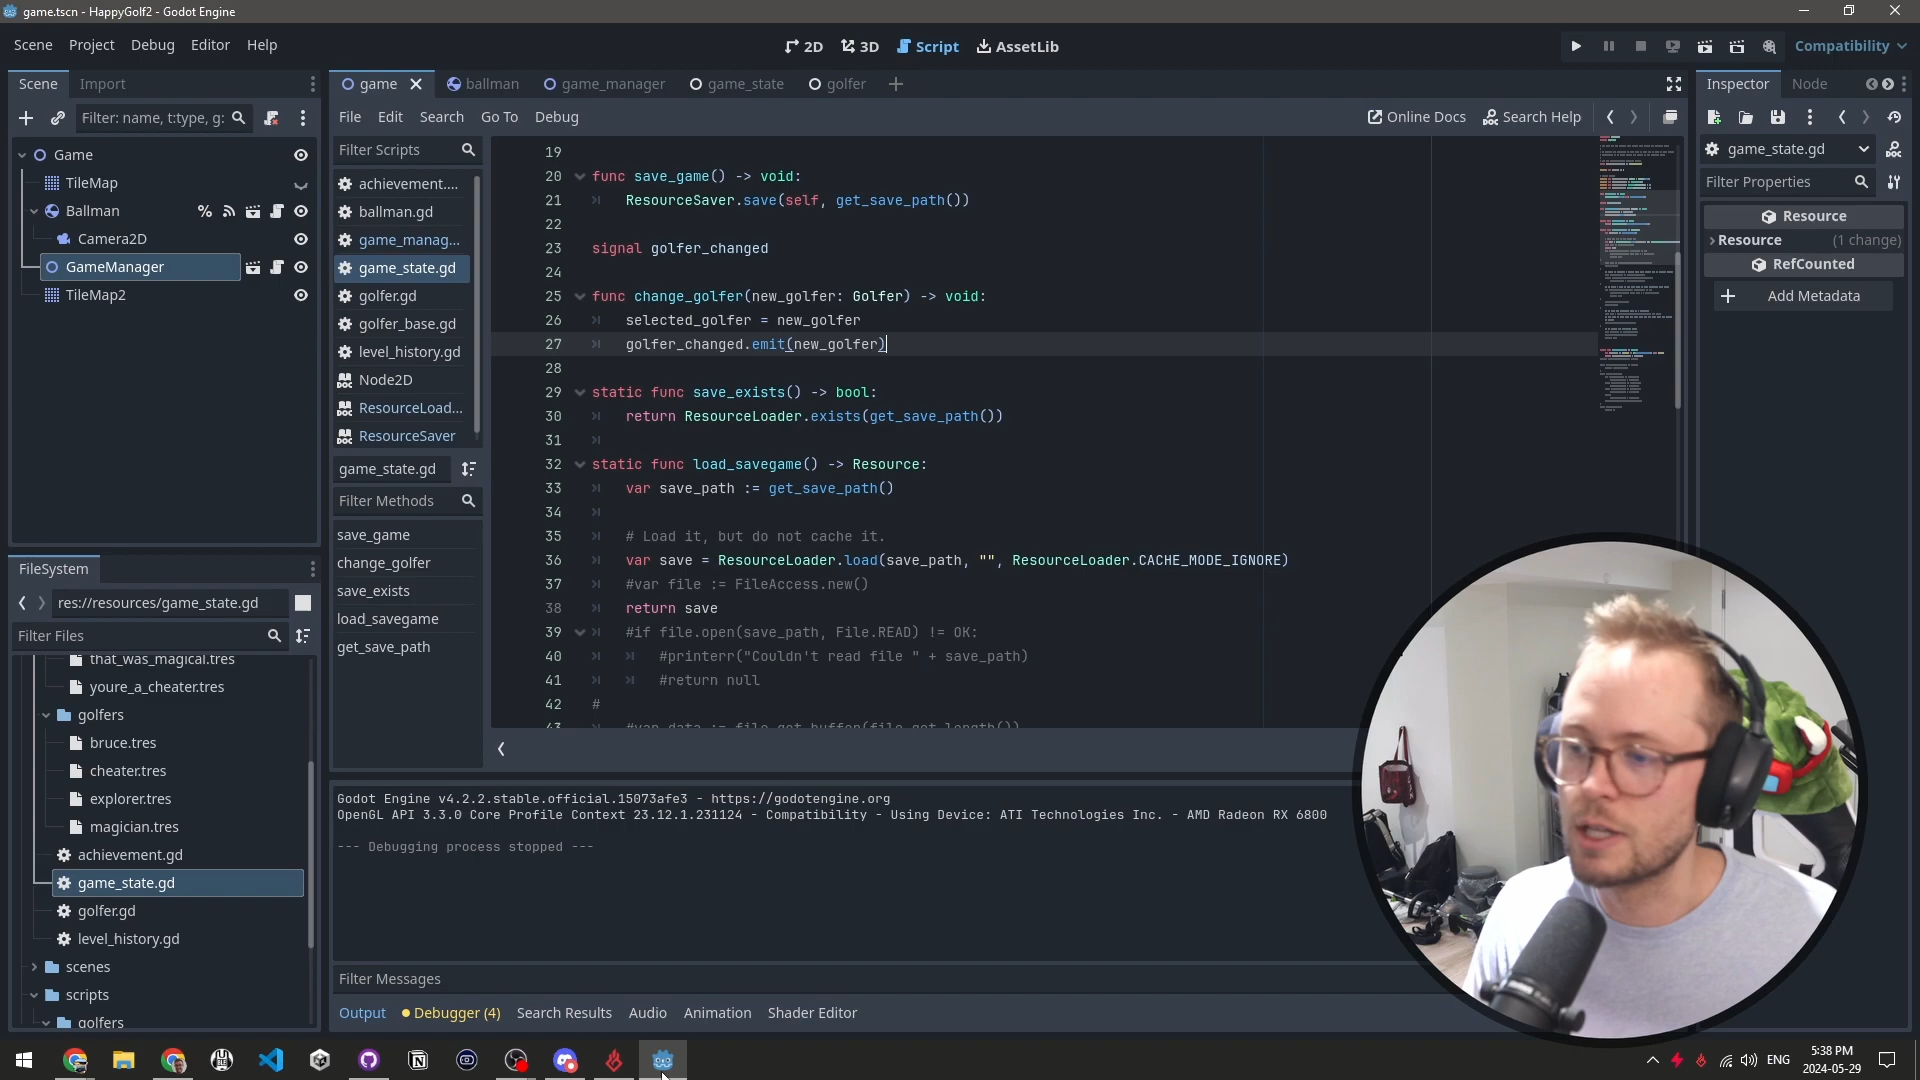 game.tscn - HappyGolf2 - Godot Engine
Scene Project Debug Editor Help
2D 3D Script AssetLib
Compatibility
Scene Import
Filter: name, t:type, g:
Game
TileMap
Ballman
Camera2D
GameManager
TileMap2
FileSystem
res://resources/game_state.gd
Filter Files
that_was_magical.tres
youre_a_cheater.tres
golfers
bruce.tres
cheater.tres
explorer.tres
magician.tres
achievement.gd
game_state.gd
golfer.gd
level_history.gd
scenes
scripts
golfers
game ballman game_manager game_state golfer
File Edit Search Go To Debug
Online Docs Search Help
Filter Scripts
achievement....
ballman.gd
game_manag...
game_state.gd
golfer.gd
golfer_base.gd
level_history.gd
Node2D
ResourceLoad...
ResourceSaver
game_state.gd
Filter Methods
save_game
change_golfer
save_exists
load_savegame
get_save_path
19
20 func save_game() -> void:
21 ResourceSaver.save(self, get_save_path())
22
23 signal golfer_changed
24
25 func change_golfer(new_golfer: Golfer) -> void:
26 selected_golfer = new_golfer
27 golfer_changed.emit(new_golfer)
28
29 static func save_exists() -> bool:
30 return ResourceLoader.exists(get_save_path())
31
32 static func load_savegame() -> Resource:
33 var save_path := get_save_path()
34
35 # Load it, but do not cache it.
36 var save = ResourceLoader.load(save_path, "", ResourceLoader.CACHE_MODE_IGNORE)
37 #var file := FileAccess.new()
38 return save
39 #if file.open(save_path, File.READ) != OK:
40 #printerr("Couldn't read file " + save_path)
41 #return null
42 #
43 #var data := file.get_buffer(file.get_length())
Godot Engine v4.2.2.stable.official.15073afe3 - https://godotengine.org
OpenGL API 3.3.0 Core Profile Context 23.12.1.231124 - Compatibility - Using Device: ATI Technologies Inc. - AMD Radeon RX 6800
--- Debugging process stopped ---
Filter Messages
Output Debugger (4) Search Results Audio Animation Shader Editor
Inspector Node
game_state.gd
Filter Properties
Resource
Resource (1 change)
RefCounted
Add Metadata
ENG
5:38 PM
2024-05-29